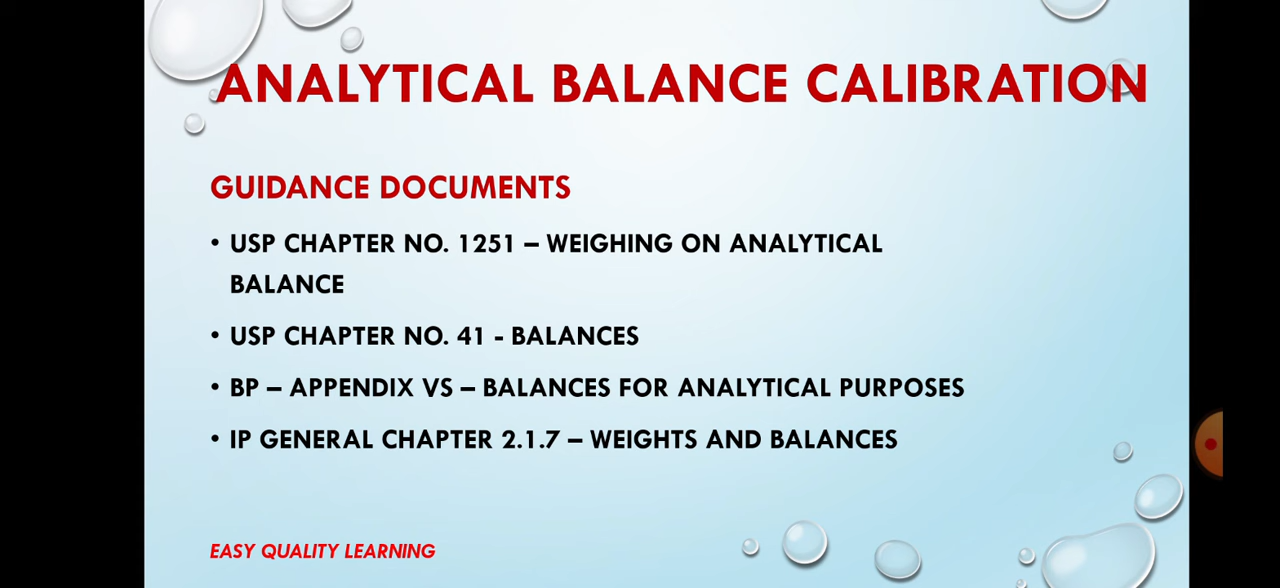 ANALYTICAL BALANCE CALIBRATION
GUIDANCE DOCUMENTS
• USP CHAPTER NO. 1251 – WEIGHING ON ANALYTICAL
BALANCE
• USP CHAPTER NO. 41 - BALANCES
• BP – APPENDIX VS – BALANCES FOR ANALYTICAL PURPOSES
• IP GENERAL CHAPTER 2.1.7 – WEIGHTS AND BALANCES
EASY QUALITY LEARNING